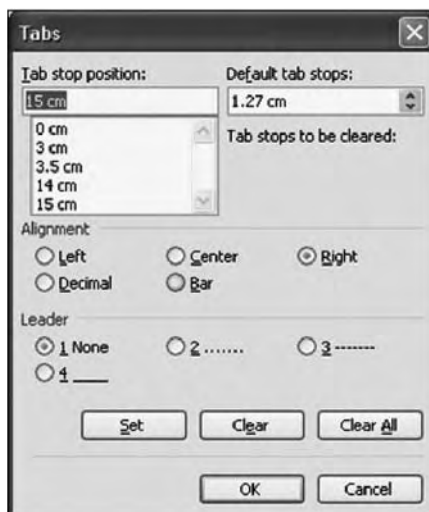 Tabs
Tab stop position:
Default tab stops:
15 cm
1.27 cm
0 cm
3 cm
3.5 cm
14 cm
15 cm
Tab stops to be cleared:
Alignment
Left
Center
Right
Decimal
Bar
Leader
1 None
2 .......
3 -------
4 ____
Set
Clear
Clear All
OK
Cancel